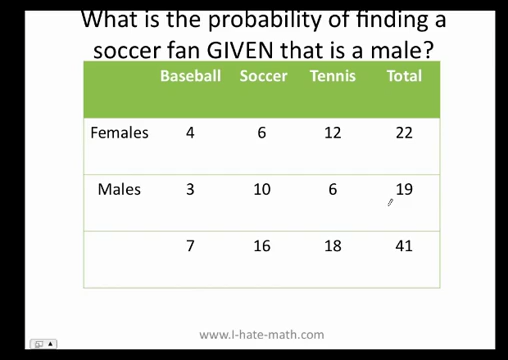 What is the probability of finding a
soccer fan GIVEN that is a male?
Baseball Soccer Tennis Total
Females 4 6 12 22
Males 3 10 6 19
7 16 18 41
www.I-hate-math.com